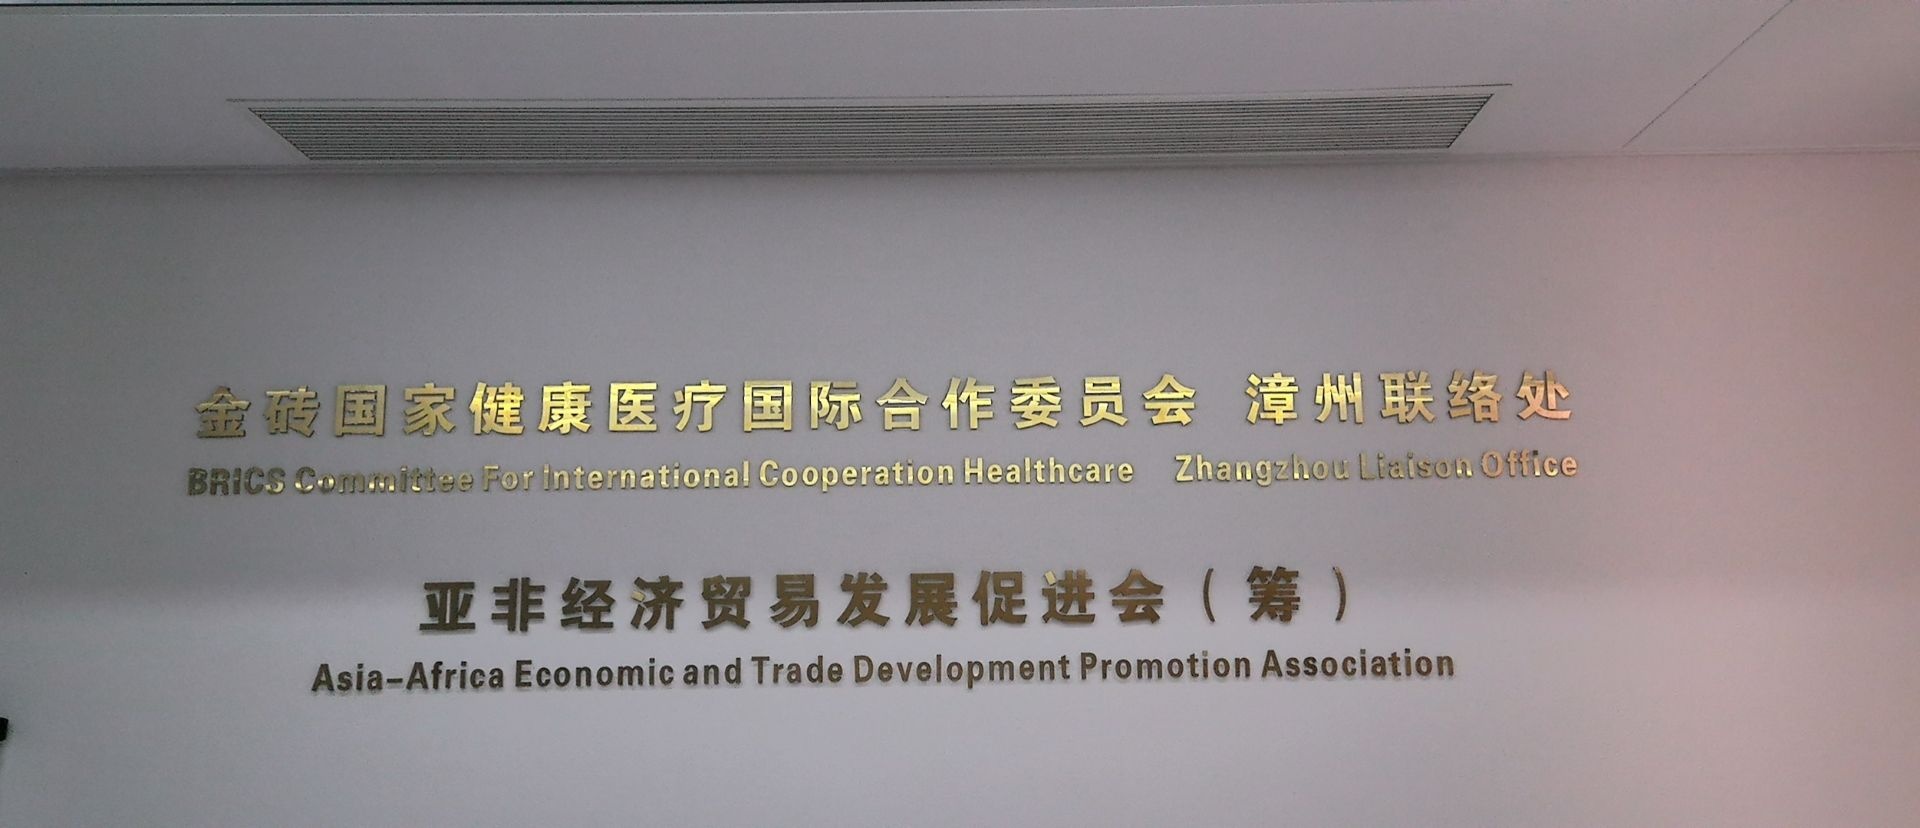 金砖国家健康医疗国际合作委员会 漳州联络处
BRICS Committee For International Cooperation Healthcare Zhangzhou Liaison Office
亚非经济贸易发展促进会（筹）
Asia-Africa Economic and Trade Development Promotion Association